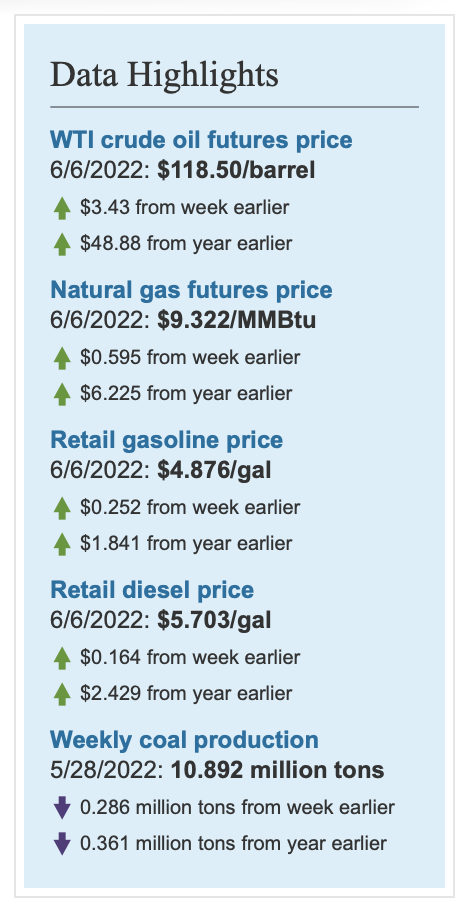 Data Highlights
WTI crude oil futures price
6/6/2022: $118.50/barrel
$3.43 from week earlier
$48.88 from year earlier
Natural gas futures price
6/6/2022: $9.322/MMBtu
$0.595 from week earlier
$6.225 from year earlier
Retail gasoline price
6/6/2022: $4.876/gal
$0.252 from week earlier
$1.841 from year earlier
Retail diesel price
6/6/2022: $5.703/gal
$0.164 from week earlier
$2.429 from year earlier
Weekly coal production
5/28/2022: 10.892 million tons
0.286 million tons from week earlier
0.361 million tons from year earlier